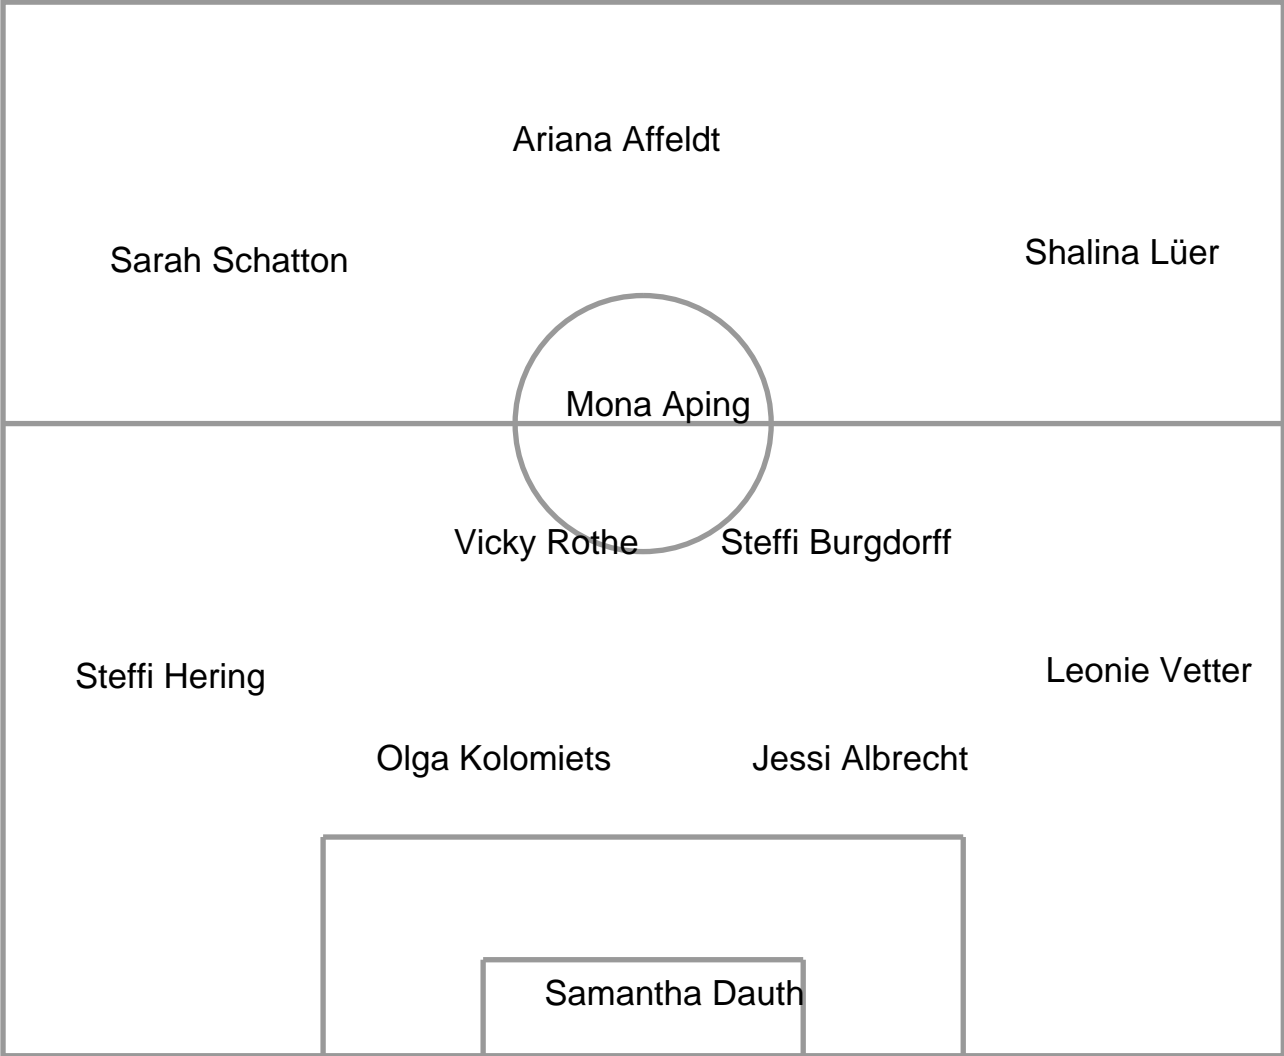 Ariana Affeldt
Sarah Schatton
Shalina Lüer
Mona Aping
Vicky Rothe
Steffi Burgdorff
Steffi Hering
Leonie Vetter
Olga Kolomiets
Jessi Albrecht
Samantha Dauth